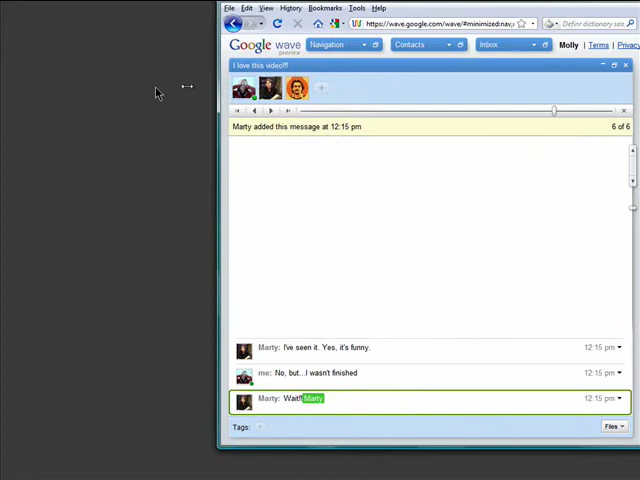 File Edit View History Bookmarks Tools Help
https://wave.google.com/wave/#minimized:nav,
Definr dictionary sea
Google wave
preview
Navigation
Contacts
Inbox
Molly Terms Privacy
I love this video!!!
Marty added this message at 12:15 pm
6 of 6
Marty: I've seen it. Yes, it's funny.
12:15 pm
me: No, but...I wasn't finished
12:15 pm
Marty: Wait!! Marty
12:15 pm
Tags:
Files